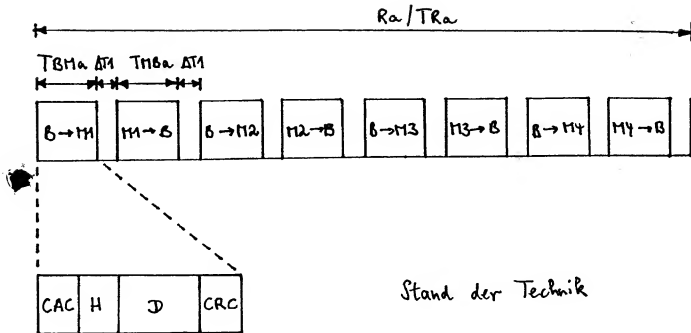 Ra/TRa
TBMa ΔT1 TMBa ΔT1
B→M1 M1→B B→M2 M2→B B→M3 M3→B B→M4 M4→B
CAC H D CRC
Stand der Technik